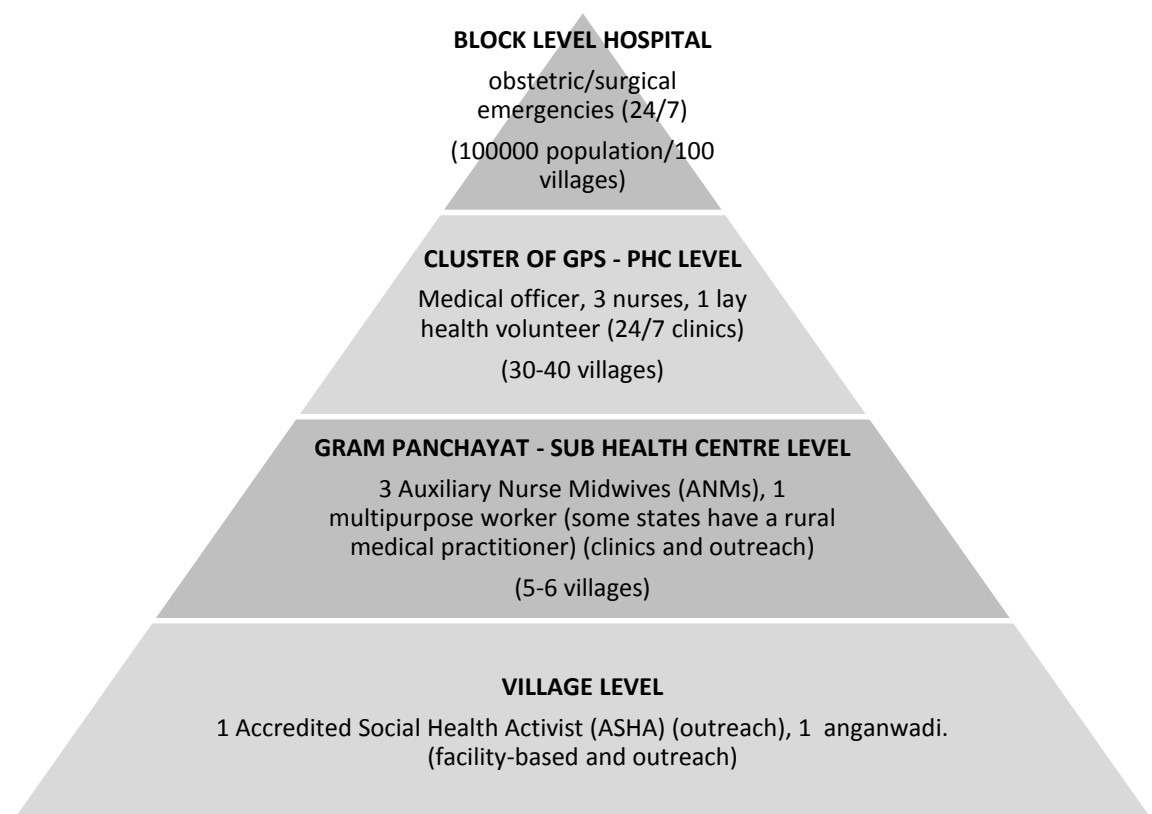 BLOCK LEVEL HOSPITAL
obstetric/surgical
emergencies (24/7)
(100000 population/100
villages)
CLUSTER OF GPS - PHC LEVEL
Medical officer, 3 nurses, 1 lay
health volunteer (24/7 clinics)
(30-40 villages)
GRAM PANCHAYAT - SUB HEALTH CENTRE LEVEL
3 Auxiliary Nurse Midwives (ANMs), 1
multipurpose worker (some states have a rural
medical practitioner) (clinics and outreach)
(5-6 villages)
VILLAGE LEVEL
1 Accredited Social Health Activist (ASHA) (outreach), 1 anganwadi.
(facility-based and outreach)